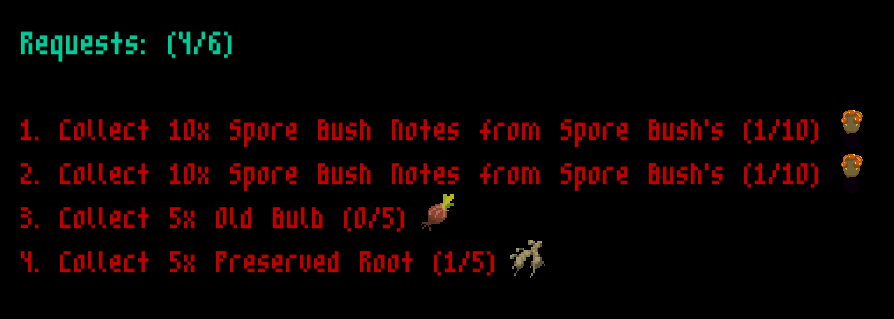 Requests: (4/6)
1. Collect 10x Spore Bush Notes from Spore Bush's (1/10)
2. Collect 10x Spore Bush Notes from Spore Bush's (1/10)
3. Collect 5x Old Bulb (0/5)
4. Collect 5x Preserved Root (1/5)